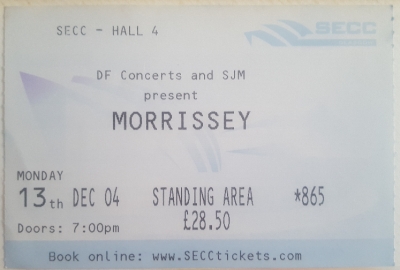 SECC - HALL 4
SECC
DF Concerts and SJM
present
MORRISSEY
MONDAY
13th DEC 04 STANDING AREA *865
Doors: 7:00pm £28.50
Book online: www.SECCtickets.com